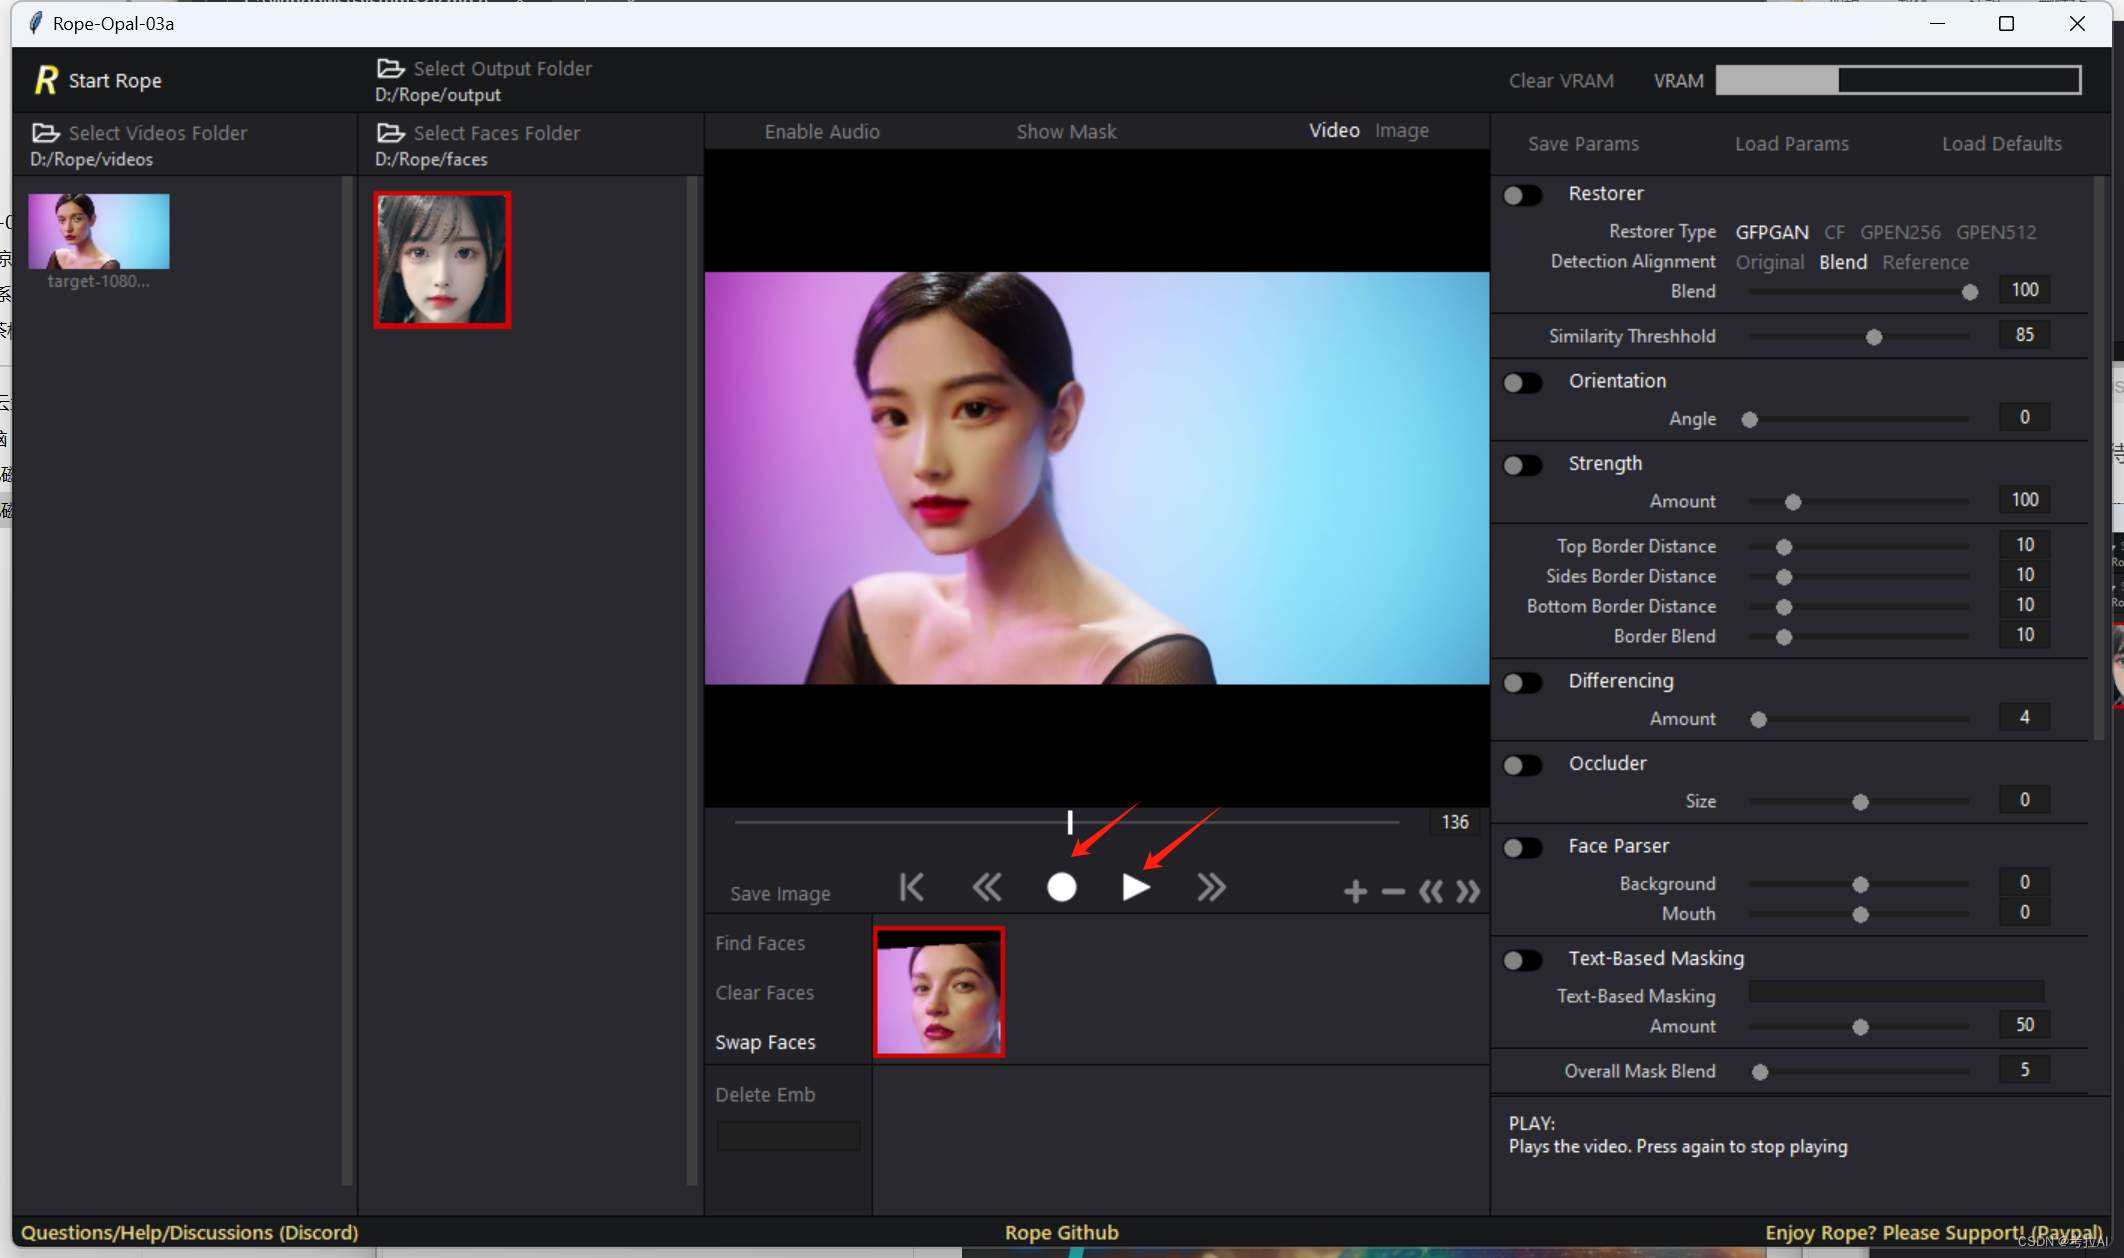 Rope-Opal-03a
Start Rope
Select Output Folder
D:/Rope/output
Clear VRAM
VRAM
Select Videos Folder
D:/Rope/videos
Select Faces Folder
D:/Rope/faces
Enable Audio
Show Mask
Video Image
Save Params
Load Params
Load Defaults
target-1080...
Restorer
Restorer Type GFPGAN CF GPEN256 GPEN512
Detection Alignment Original Blend Reference
Blend 100
Similarity Threshhold 85
Orientation
Angle 0
Strength
Amount 100
Top Border Distance 10
Sides Border Distance 10
Bottom Border Distance 10
Border Blend 10
Differencing
Amount 4
Occluder
Size 0
Face Parser
Background 0
Mouth 0
Text-Based Masking
Text-Based Masking
Amount 50
Overall Mask Blend 5
136
Save Image
Find Faces
Clear Faces
Swap Faces
Delete Emb
PLAY:
Plays the video. Press again to stop playing
Questions/Help/Discussions (Discord)
Rope Github
Enjoy Rope? Please Support! (Paypal)
CSDN @考拉AI